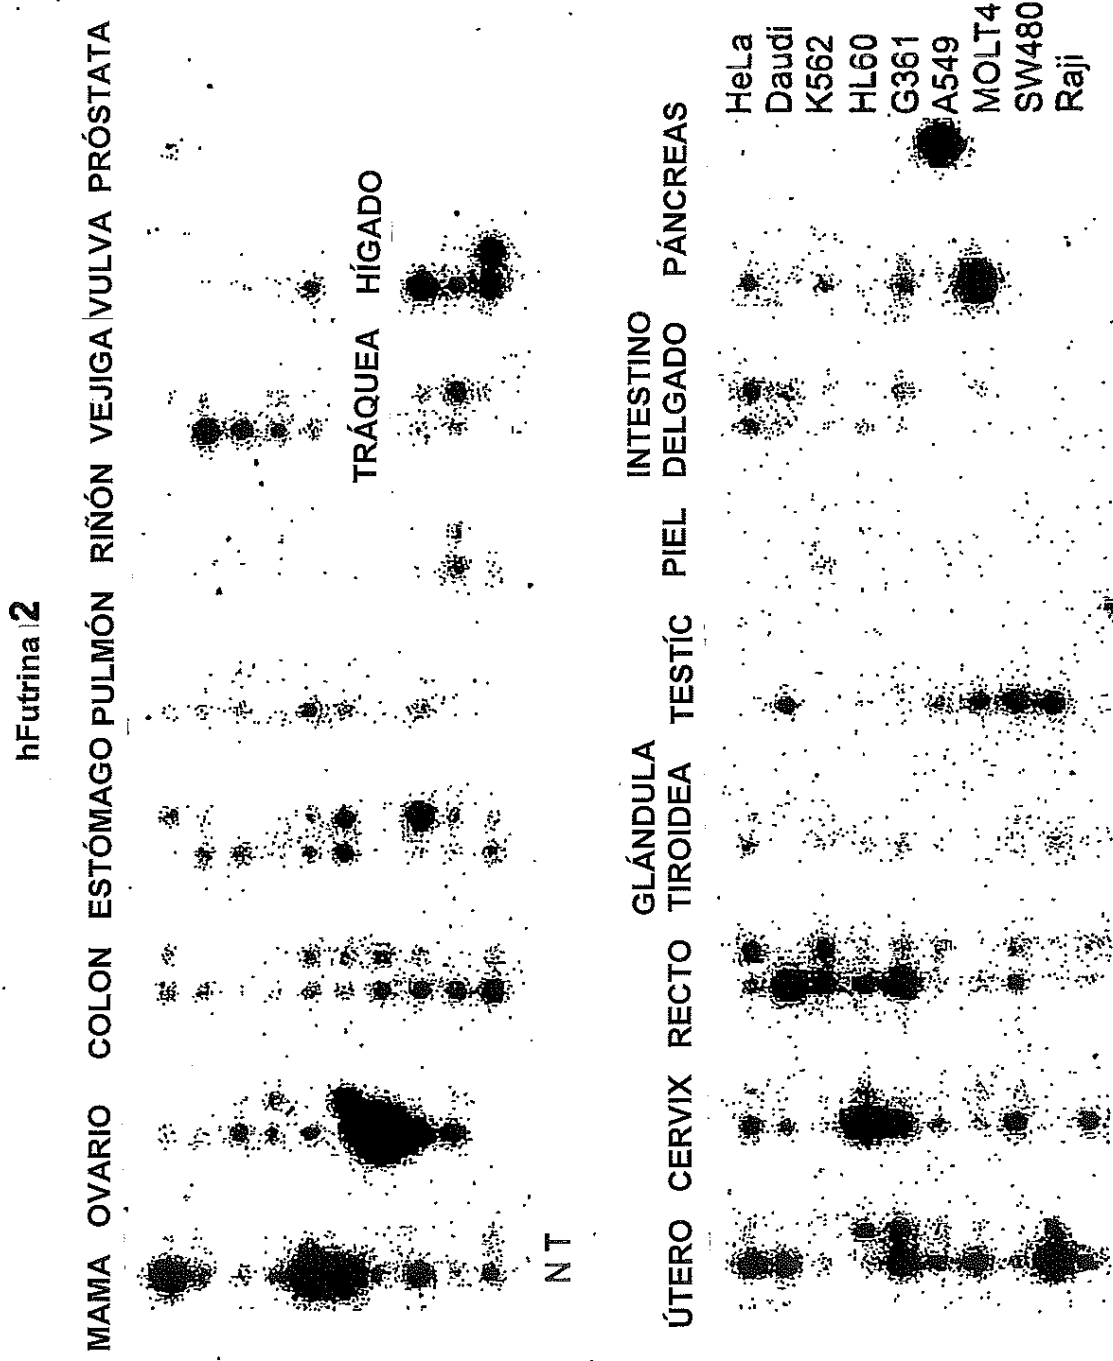 hFutrina 2
MAMA OVARIO COLON ESTÓMAGO PULMÓN RIÑÓN VEJIGA VULVA PRÓSTATA
TRÁQUEA HÍGADO
N T
ÚTERO CERVIX RECTO GLÁNDULA TIROIDEA TESTÍC PIEL INTESTINO DELGADO PÁNCREAS
HeLa
Daudi
K562
HL60
G361
A549
MOLT4
SW480
Raji